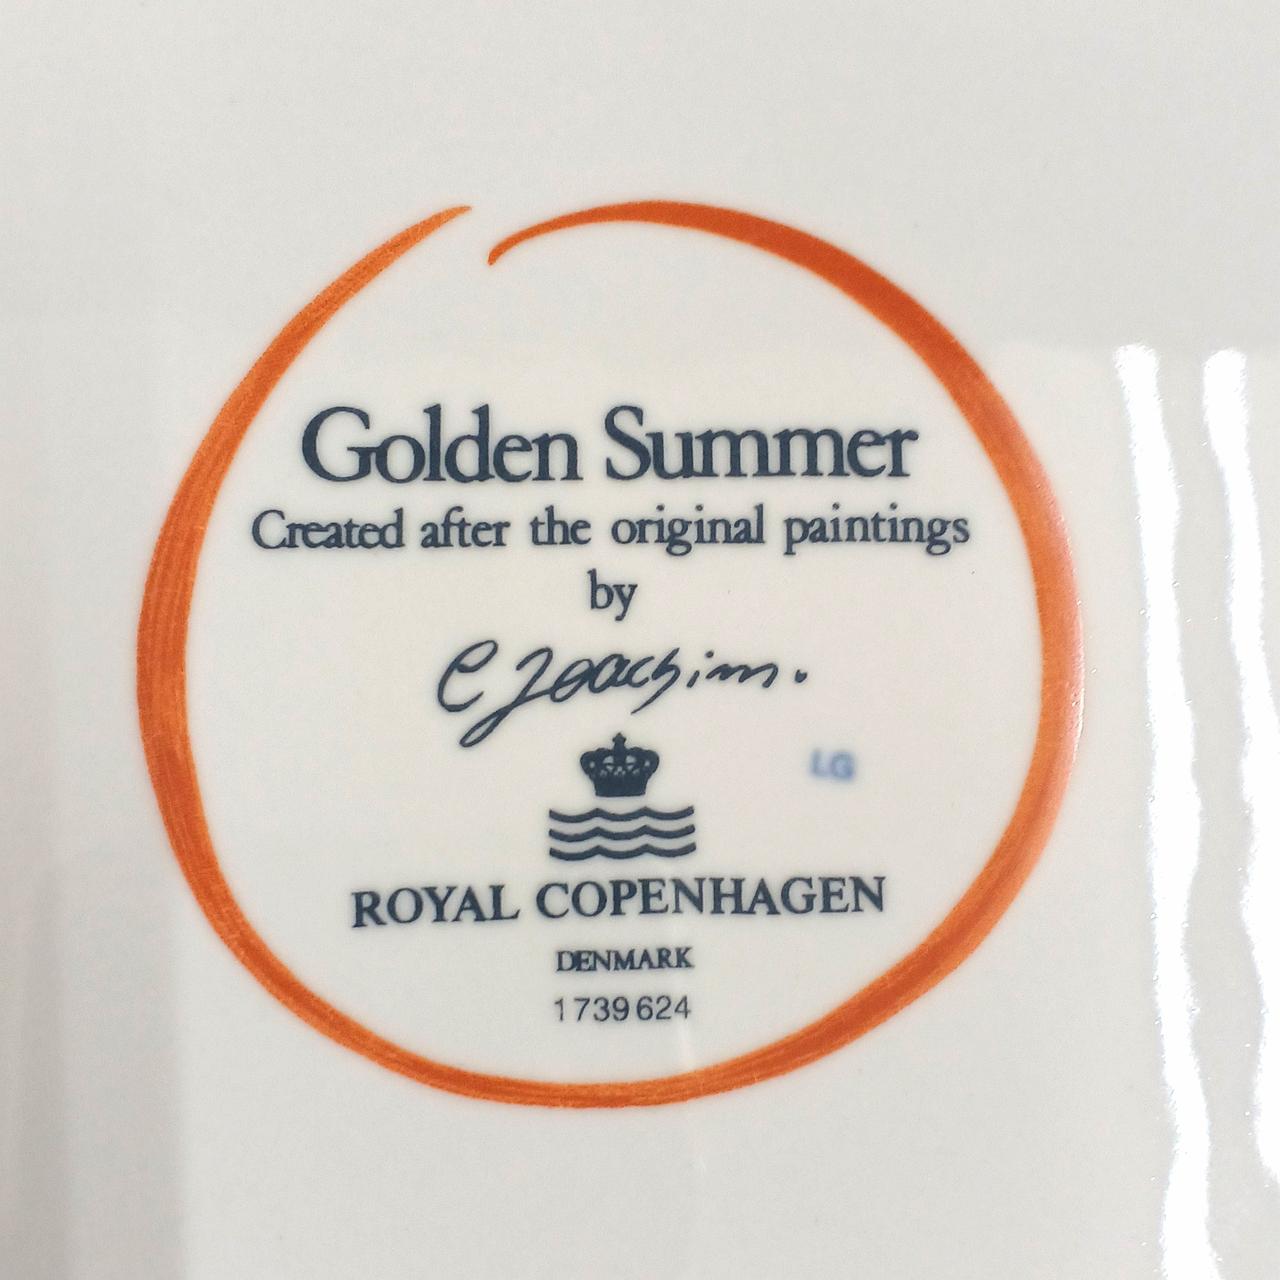 Golden Summer
Created after the original paintings
by
C Joachim.
LG
ROYAL COPENHAGEN
DENMARK
1739624